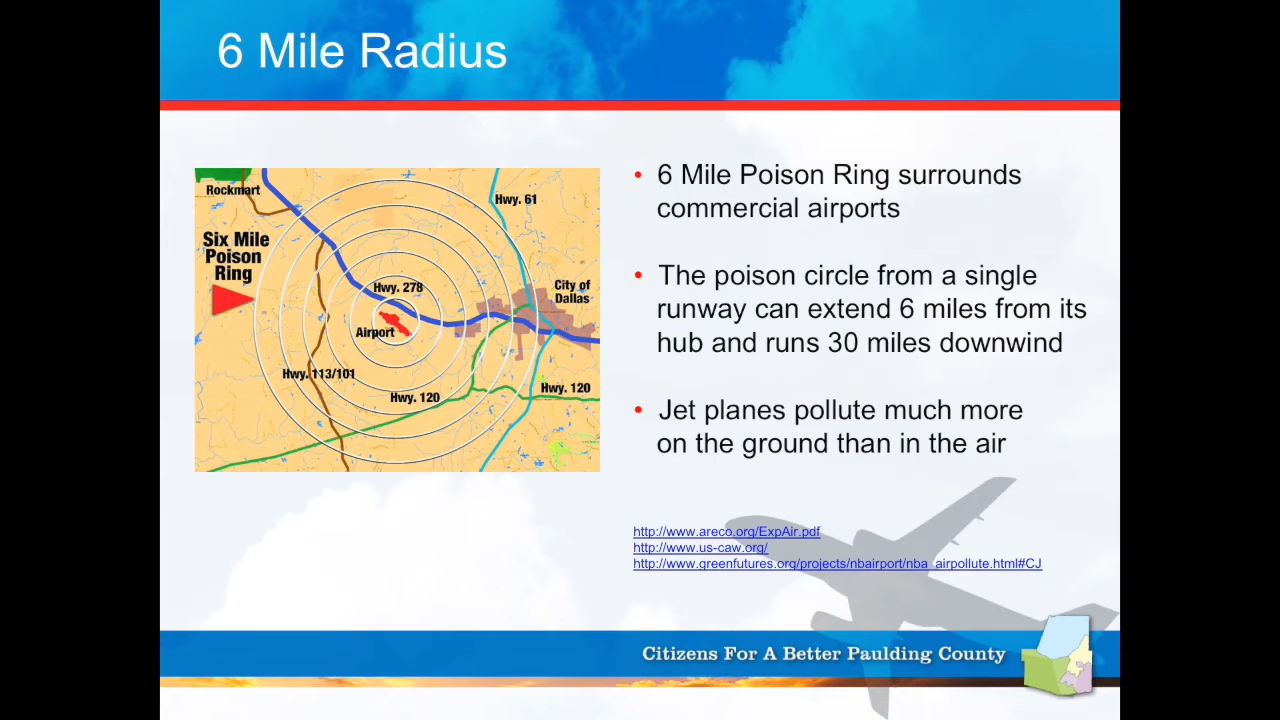 6 Mile Radius
Rockmart
Hwy. 61
Six Mile
Poison
Ring
Hwy. 278
City of
Dallas
Airport
Hwy. 113/101
Hwy. 120
Hwy. 120
• 6 Mile Poison Ring surrounds
commercial airports
• The poison circle from a single
runway can extend 6 miles from its
hub and runs 30 miles downwind
• Jet planes pollute much more
on the ground than in the air
http://www.areco.org/ExpAir.pdf
http://www.us-caw.org/
http://www.greenfutures.org/projects/nbairport/nba_airpollute.html#CJ
Citizens For A Better Paulding County